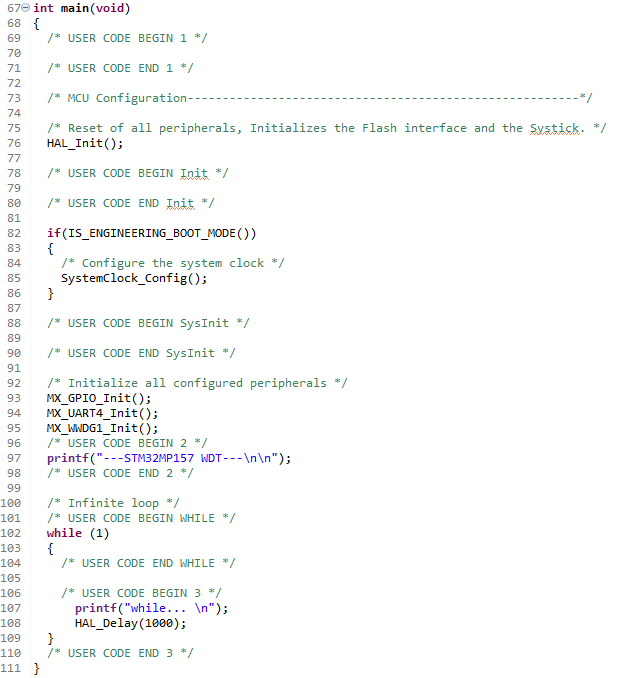 67 int main(void)
68 {
69 /* USER CODE BEGIN 1 */
70
71 /* USER CODE END 1 */
72
73 /* MCU Configuration--------------------------------------------------------*/
74
75 /* Reset of all peripherals, Initializes the Flash interface and the Systick. */
76 HAL_Init();
77
78 /* USER CODE BEGIN Init */
79
80 /* USER CODE END Init */
81
82 if(IS_ENGINEERING_BOOT_MODE())
83 {
84 /* Configure the system clock */
85 SystemClock_Config();
86 }
87
88 /* USER CODE BEGIN SysInit */
89
90 /* USER CODE END SysInit */
91
92 /* Initialize all configured peripherals */
93 MX_GPIO_Init();
94 MX_UART4_Init();
95 MX_WWDG1_Init();
96 /* USER CODE BEGIN 2 */
97 printf("---STM32MP157 WDT---\n\n");
98 /* USER CODE END 2 */
99
100 /* Infinite loop */
101 /* USER CODE BEGIN WHILE */
102 while (1)
103 {
104 /* USER CODE END WHILE */
105
106 /* USER CODE BEGIN 3 */
107 printf("while... \n");
108 HAL_Delay(1000);
109 }
110 /* USER CODE END 3 */
111 }